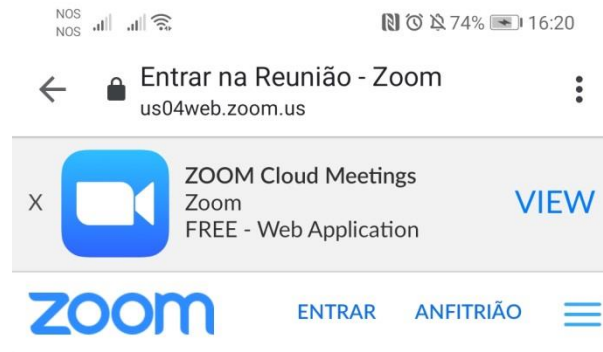 NOS
NOS
74% 16:20
Entrar na Reunião - Zoom
us04web.zoom.us
X
ZOOM Cloud Meetings
Zoom
FREE - Web Application
VIEW
zoom
ENTRAR
ANFITRIÃO